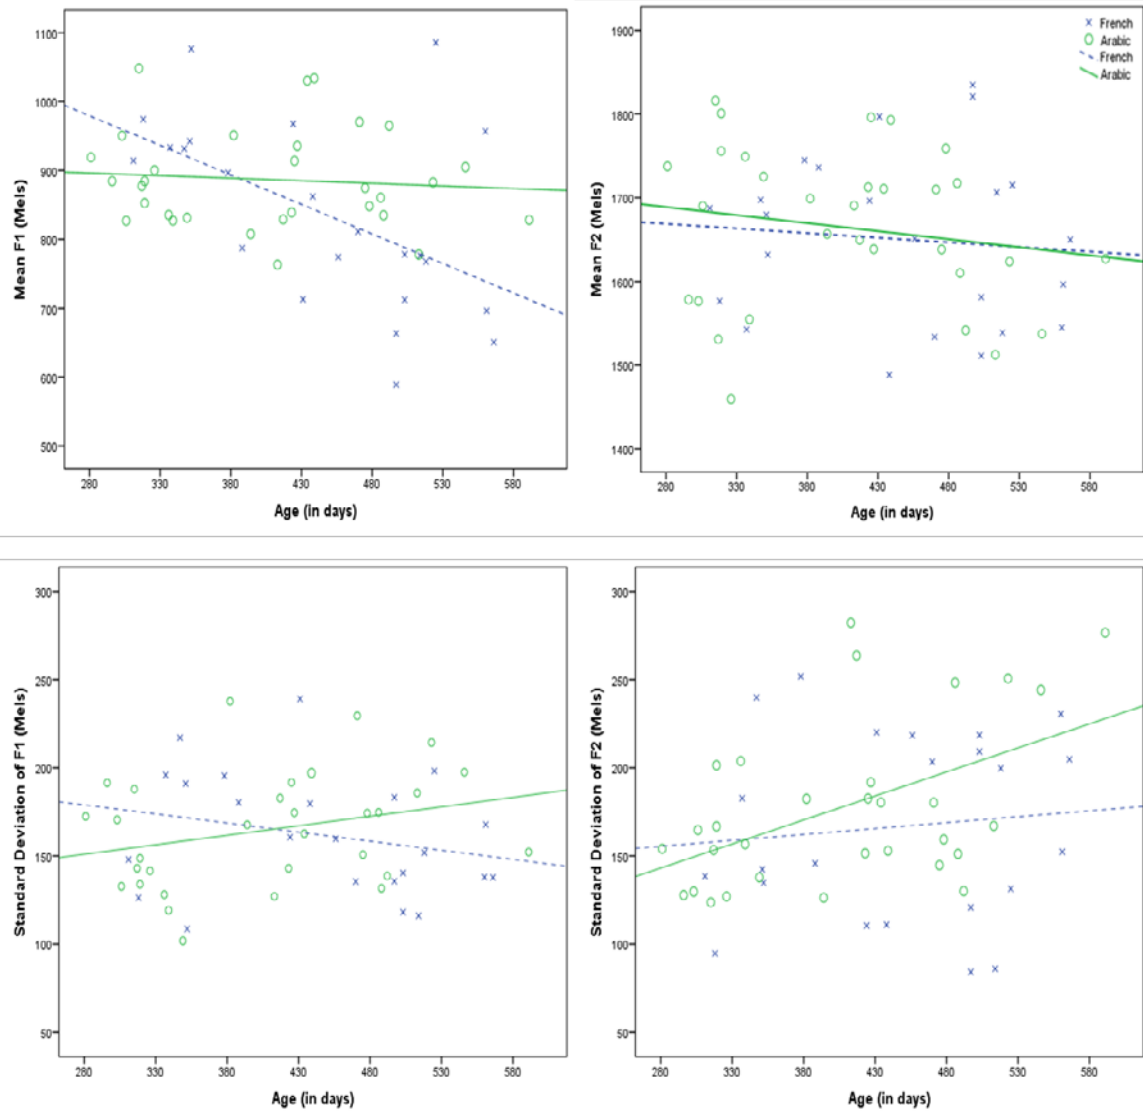 1100
1000
900
800
700
600
500
Mean F1 (Mels)
280 330 380 430 480 530 580
Age (in days)
1900
1800
1700
1600
1500
1400
Mean F2 (Mels)
280 330 380 430 480 530 580
Age (in days)
French
Arabic
French
Arabic
300
250
200
150
100
50
Standard Deviation of F1 (Mels)
280 330 380 430 480 530 580
Age (in days)
300
250
200
150
100
50
Standard Deviation of F2 (Mels)
280 330 380 430 480 530 580
Age (in days)